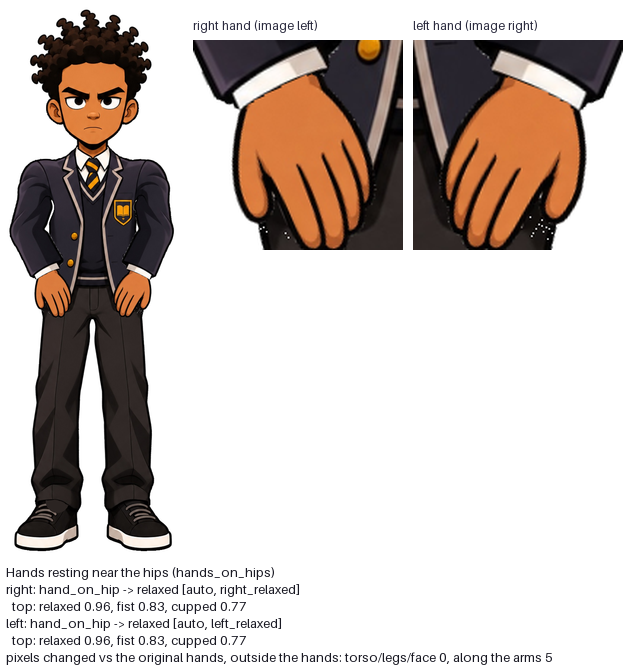 right hand (image left)
left hand (image right)
Hands resting near the hips (hands_on_hips)
right: hand_on_hip -> relaxed [auto, right_relaxed]
top: relaxed 0.96, fist 0.83, cupped 0.77
left: hand_on_hip -> relaxed [auto, left_relaxed]
top: relaxed 0.96, fist 0.83, cupped 0.77
pixels changed vs the original hands, outside the hands: torso/legs/face 0, along the arms 5